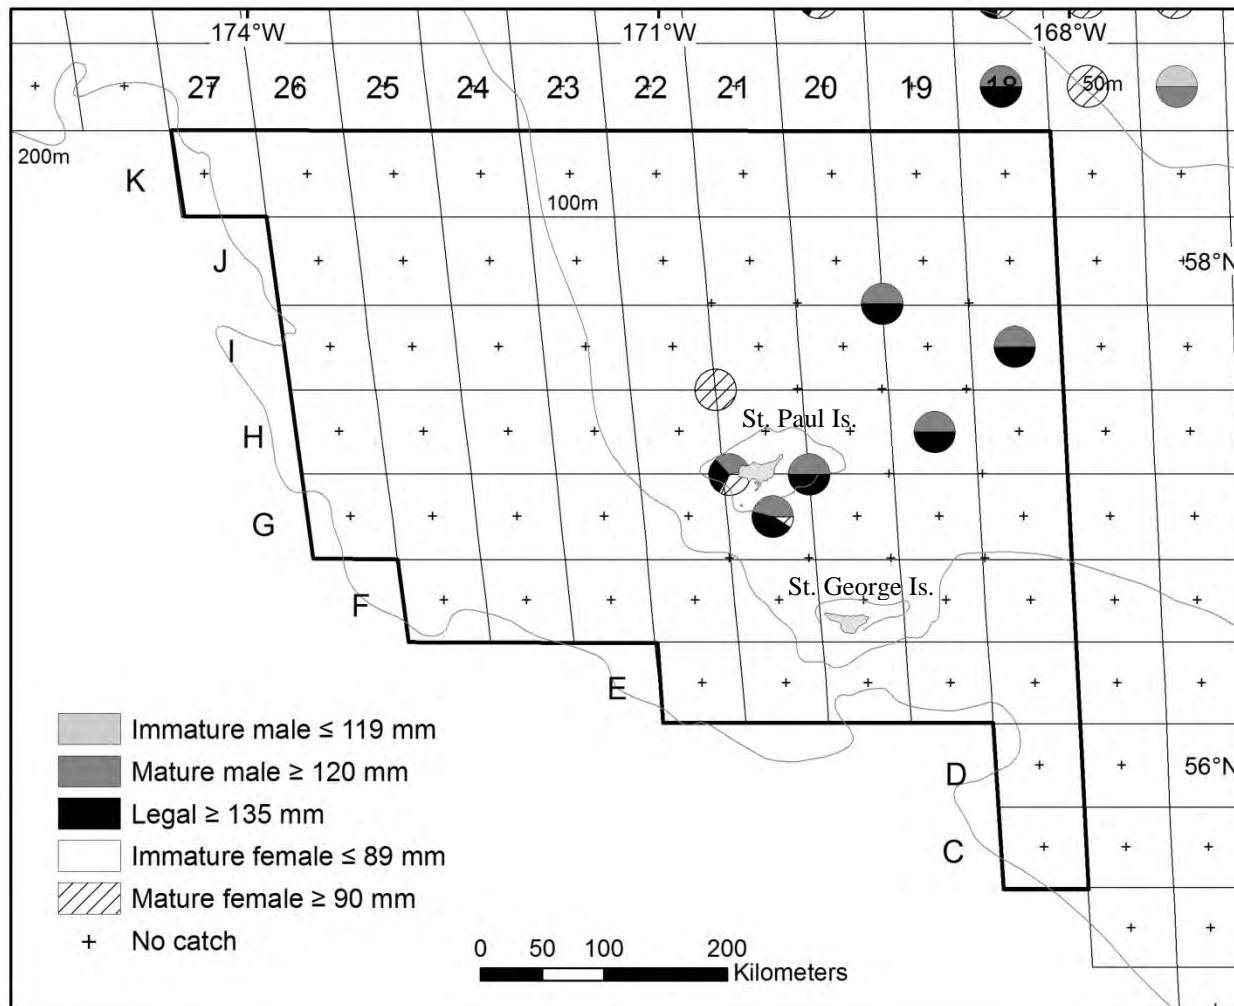 174°W 171°W 168°W
27 26 25 24 23 22 21 20 19 18 50m
200m
K
100m
J 58°N
I
St. Paul Is.
H
G
St. George Is.
F
E
Immature male ≤ 119 mm
Mature male ≥ 120 mm
D 56°N
Legal ≥ 135 mm
Immature female ≤ 89 mm
C
Mature female ≥ 90 mm
+ No catch
0 50 100 200
Kilometers